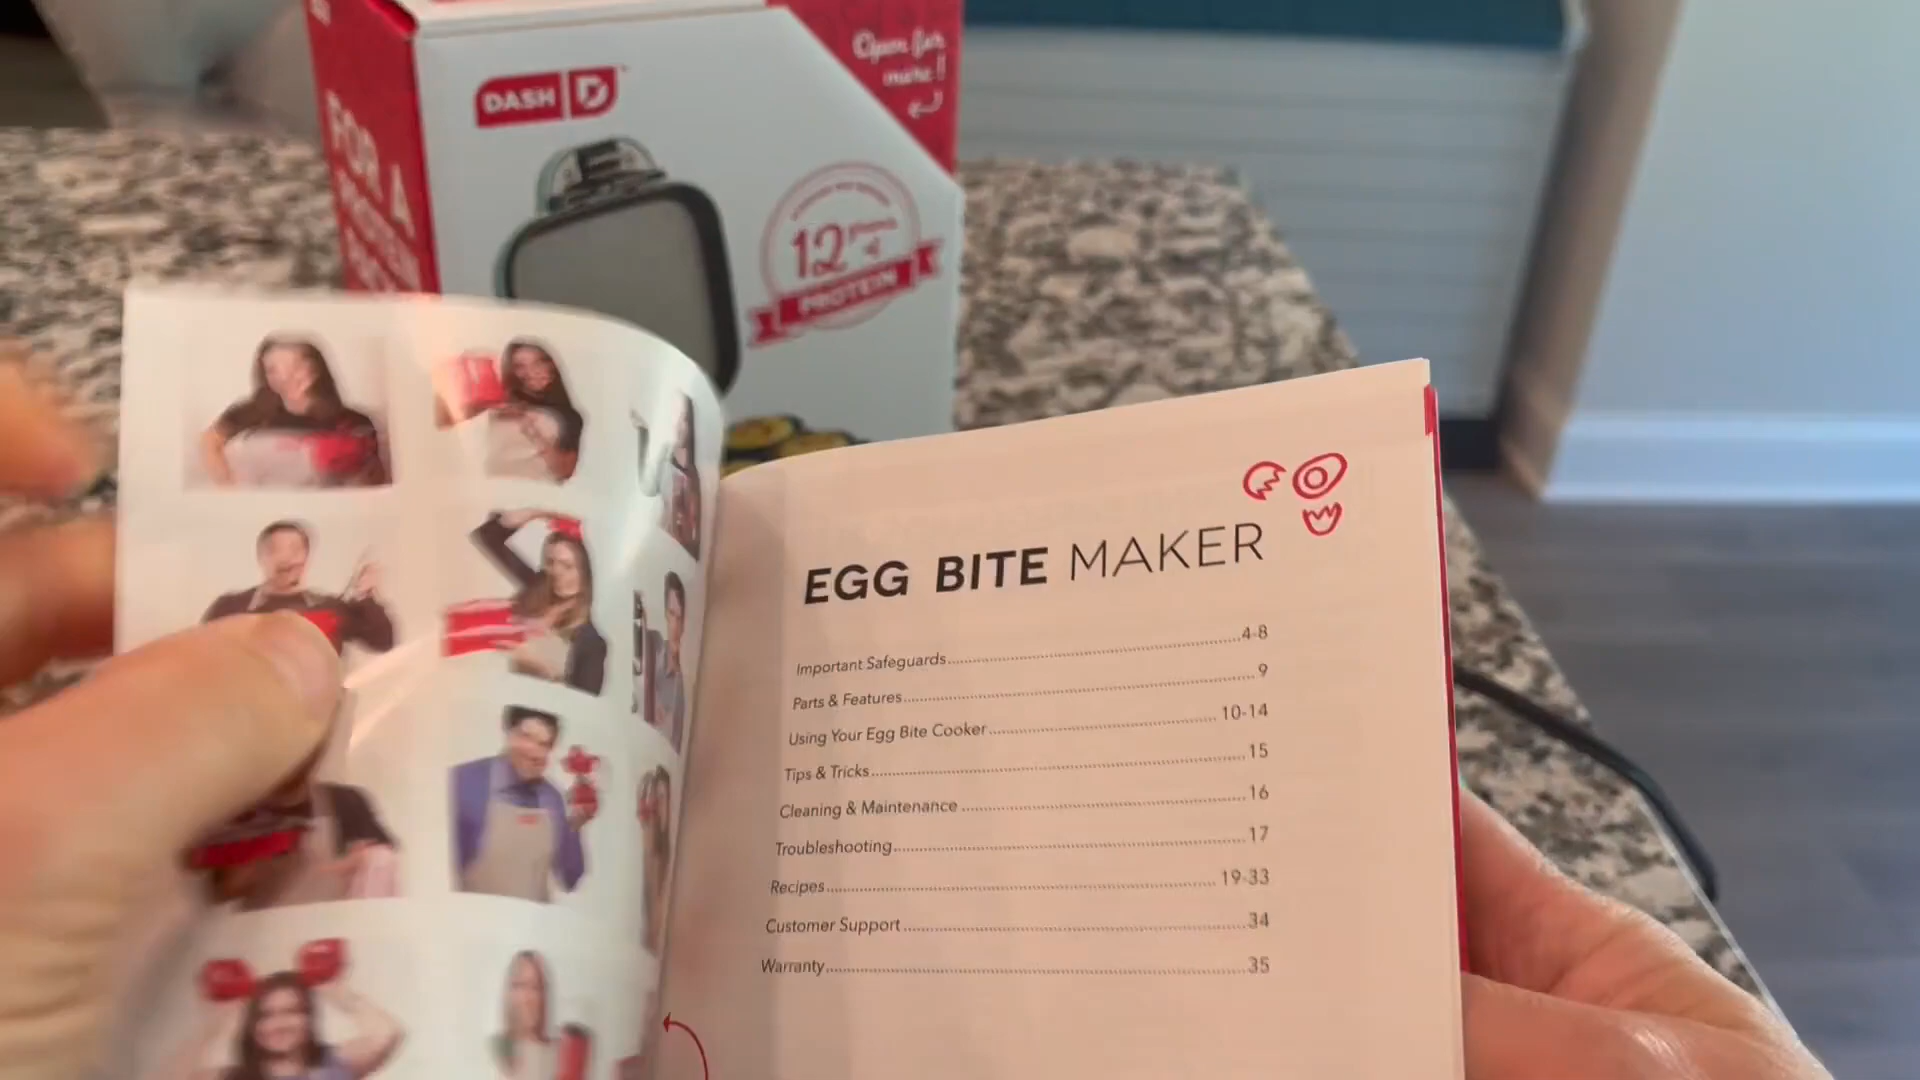 DASH D
Open for
more!!
FOR A
PROTEIN
12 grams
of
PROTEIN
EGG BITE MAKER
Important Safeguards 4-8
Parts & Features 9
Using Your Egg Bite Cooker 10-14
Tips & Tricks 15
Cleaning & Maintenance 16
Troubleshooting 17
Recipes 19-33
Customer Support 34
Warranty 35